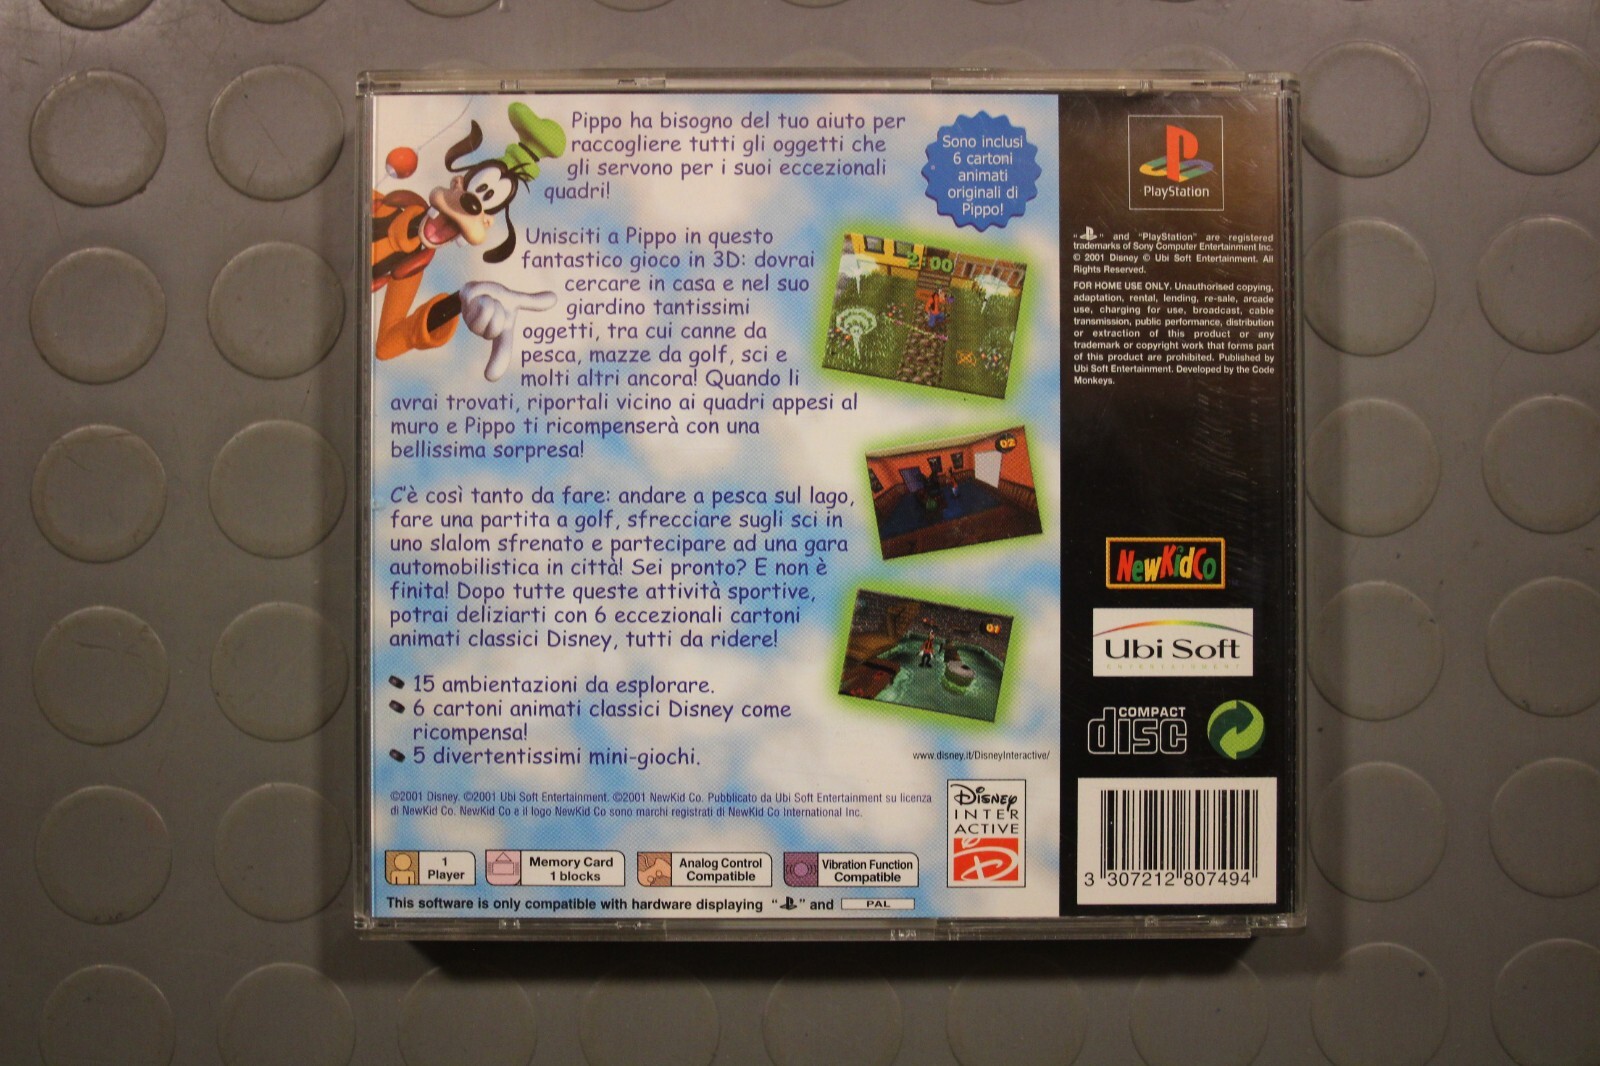 Pippo ha bisogno del tuo aiuto per
raccogliere tutti gli oggetti che
gli servono per i suoi eccezionali
quadri!
Unisciti a Pippo in questo
fantastico gioco in 3D: dovrai
cercare in casa e nel suo
giardino tantissimi
oggetti, tra cui canne da
pesca, mazze da golf, sci e
molti altri ancora! Quando li
avrai trovati, riportali vicino ai quadri appesi al
muro e Pippo ti ricompenserà con una
bellissima sorpresa!
C'è così tanto da fare: andare a pesca sul lago,
fare una partita a golf, sfrecciare sugli sci in
uno slalom sfrenato e partecipare ad una gara
automobilistica in città! Sei pronto? E non è
finita! Dopo tutte queste attività sportive,
potrai deliziarti con 6 eccezionali cartoni
animati classici Disney, tutti da ridere!
15 ambientazioni da esplorare.
6 cartoni animati classici Disney come
ricompensa!
5 divertentissimi mini-giochi.
Sono inclusi
6 cartoni
animati
originali di
Pippo!
2:00
02
01
www.disney.it/DisneyInteractive/
©2001 Disney. ©2001 Ubi Soft Entertainment. ©2001 NewKid Co. Pubblicato da Ubi Soft Entertainment su licenza
di NewKid Co. NewKid Co e il logo NewKid Co sono marchi registrati di NewKid Co International Inc.
1
Player
Memory Card
1 blocks
Analog Control
Compatible
Vibration Function
Compatible
This software is only compatible with hardware displaying " " and PAL
Disney
INTER
ACTIVE
PlayStation
" " and "PlayStation" are registered
trademarks of Sony Computer Entertainment Inc.
© 2001 Disney © Ubi Soft Entertainment. All
Rights Reserved.
FOR HOME USE ONLY. Unauthorised copying,
adaptation, rental, lending, re-sale, arcade
use, charging for use, broadcast, cable
transmission, public performance, distribution
or extraction of this product or any
trademark or copyright work that forms part
of this product are prohibited. Published by
Ubi Soft Entertainment. Developed by the Code
Monkeys.
NewKidCo
Ubi Soft
ENTERTAINMENT
COMPACT
disc
3 307212 807494